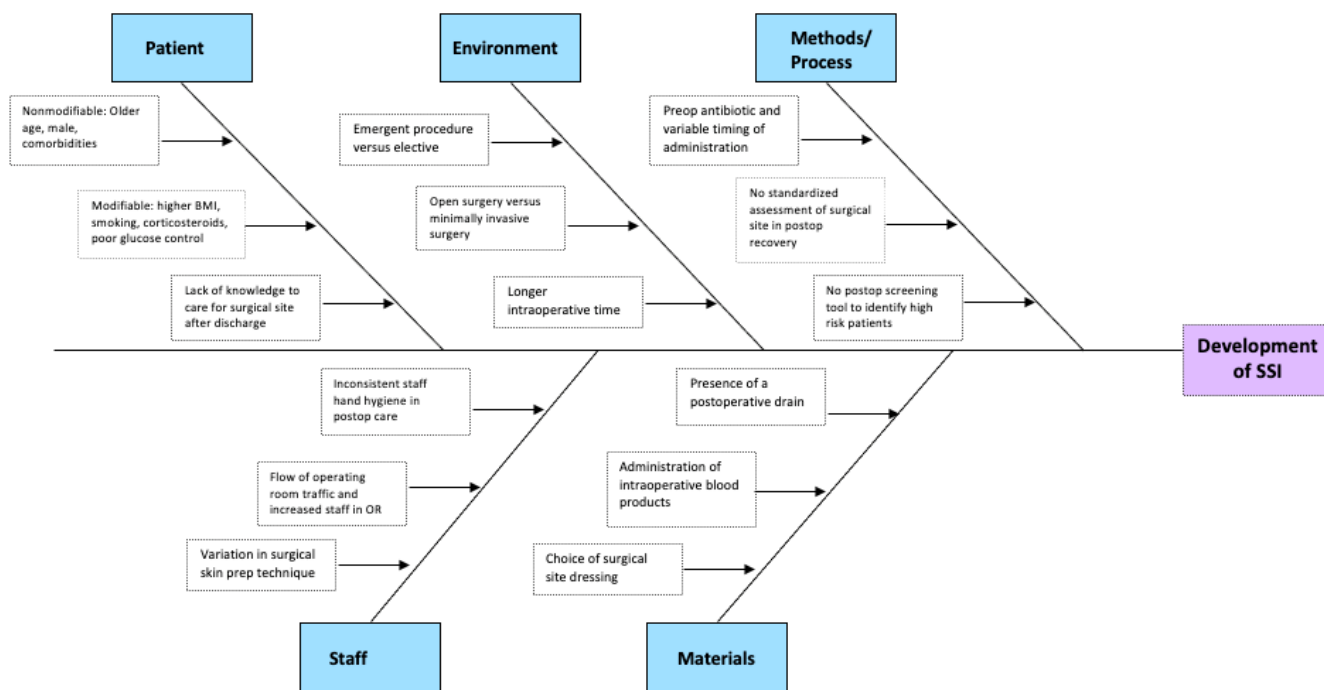 Patient
Environment
Methods/
Process
Nonmodifiable: Older
age, male,
comorbidities
Emergent procedure
versus elective
Preop antibiotic and
variable timing of
administration
Modifiable: higher BMI,
smoking, corticosteroids,
poor glucose control
Open surgery versus
minimally invasive
surgery
No standardized
assessment of surgical
site in postop
recovery
Lack of knowledge to
care for surgical site
after discharge
Longer
intraoperative time
No postop screening
tool to identify high
risk patients
Development
of SSI
Inconsistent staff
hand hygiene in
postop care
Presence of a
postoperative drain
Flow of operating
room traffic and
increased staff in OR
Administration of
intraoperative blood
products
Variation in surgical
skin prep technique
Choice of surgical
site dressing
Staff
Materials